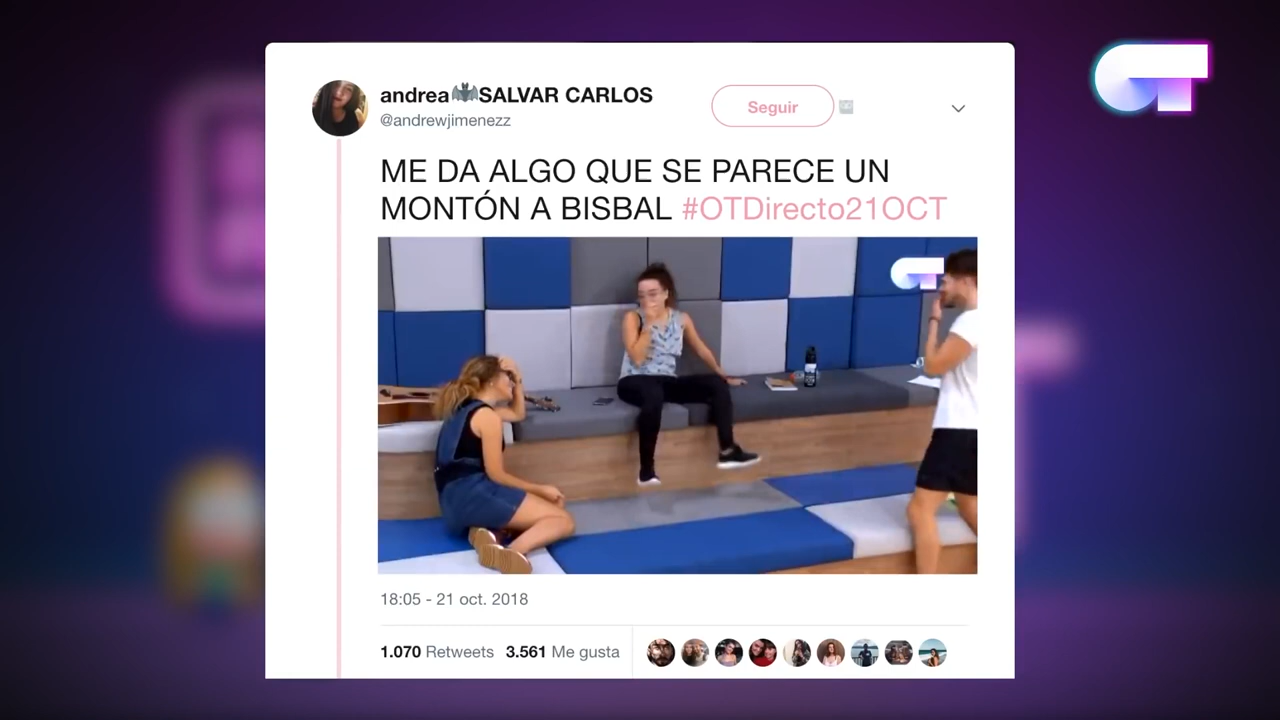 andrea🦇SALVAR CARLOS
@andrewjimenezz
Seguir
ME DA ALGO QUE SE PARECE UN
MONTÓN A BISBAL #OTDirecto21OCT
18:05 - 21 oct. 2018
1.070 Retweets 3.561 Me gusta
OT